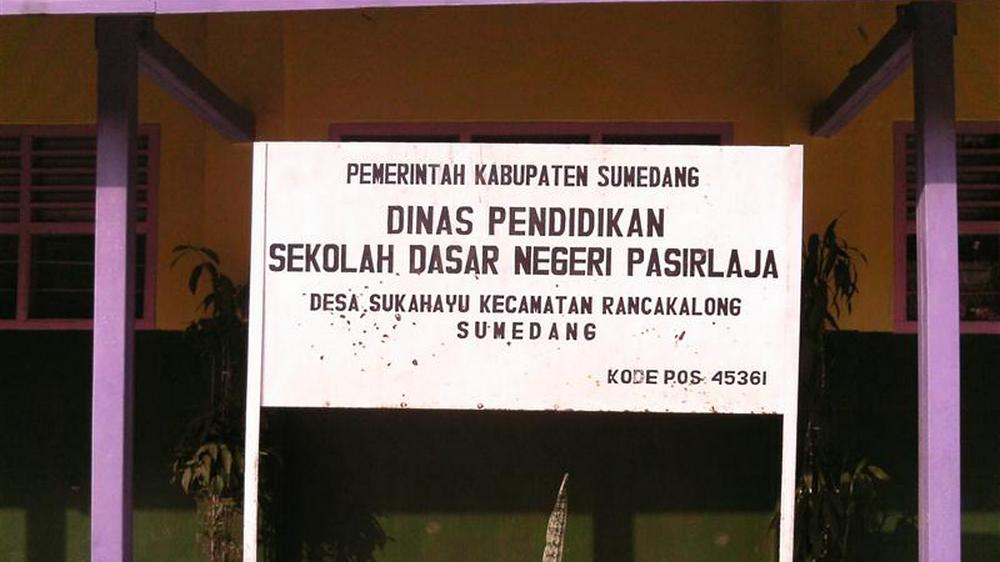 PEMERINTAH KABUPATEN SUMEDANG
DINAS PENDIDIKAN
SEKOLAH DASAR NEGERI PASIRLAJA
DESA SUKAHAYU KECAMATAN RANCAKALONG
SUMEDANG
KODE POS 45361